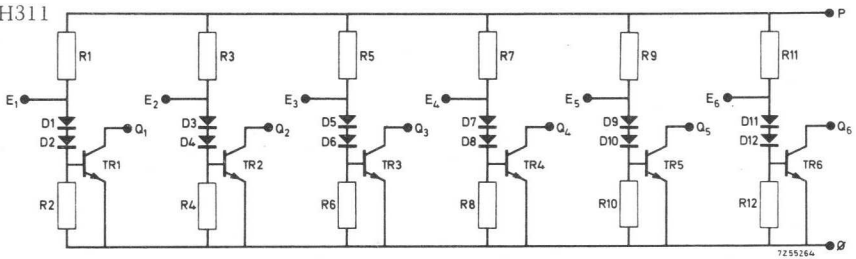 H311
P
R1 R3 R5 R7 R9 R11
E1 E2 E3 E4 E5 E6
D1 D3 D5 D7 D9 D11
Q1 Q2 Q3 Q4 Q5 Q6
D2 D4 D6 D8 D10 D12
TR1 TR2 TR3 TR4 TR5 TR6
R2 R4 R6 R8 R10 R12
Ø
7Z55264